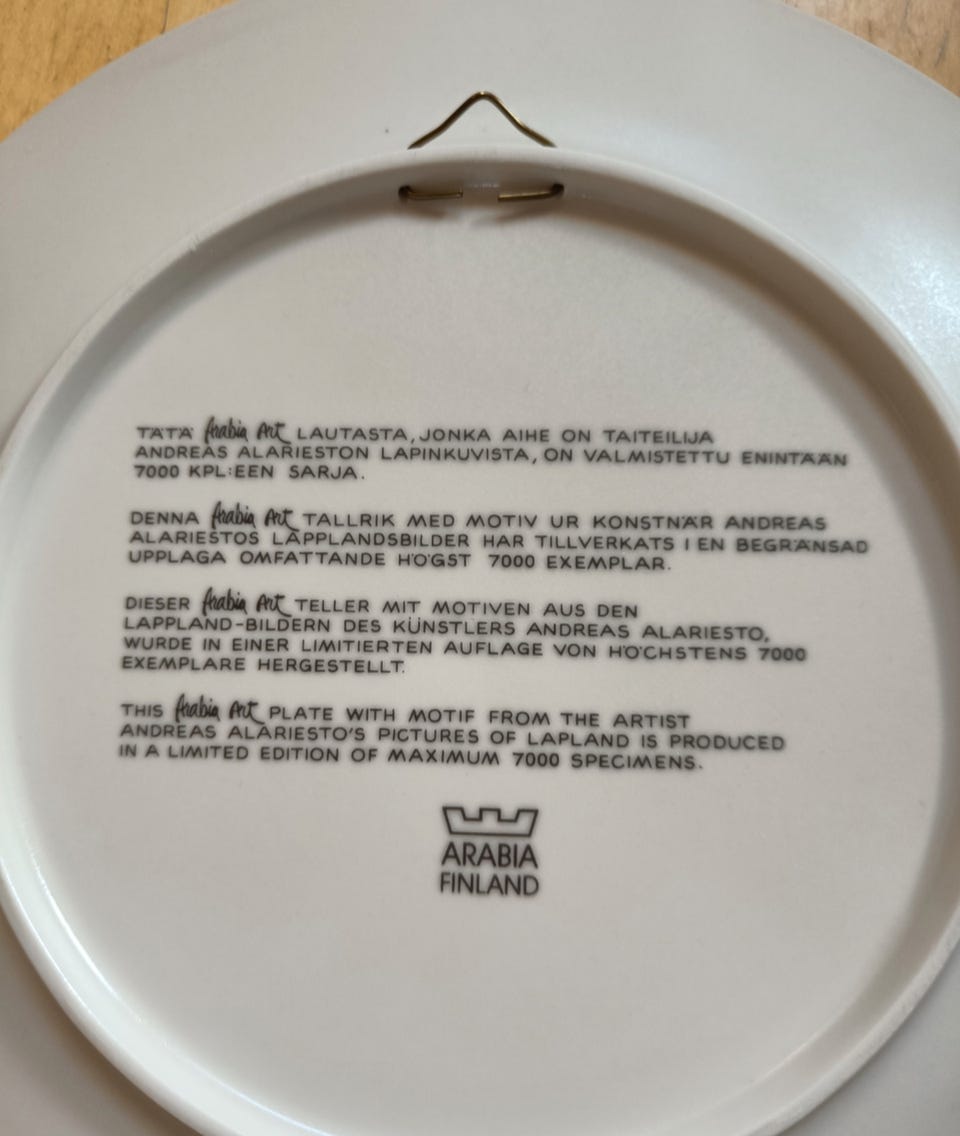 TÄTÄ Arabia Art LAUTASTA, JONKA AIHE ON TAITEILIJA
ANDREAS ALARIESTON LAPINKUVISTA, ON VALMISTETTU ENINTÄÄN
7000 KPL:EEN SARJA.
DENNA Arabia Art TALLRIK MED MOTIV UR KONSTNÄR ANDREAS
ALARIESTOS LAPPLANDSBILDER HAR TILLVERKATS I EN BEGRÄNSAD
UPPLAGA OMFATTANDE HÖGST 7000 EXEMPLAR.
DIESER Arabia Art TELLER MIT MOTIVEN AUS DEN
LAPPLAND-BILDERN DES KÜNSTLERS ANDREAS ALARIESTO,
WURDE IN EINER LIMITIERTEN AUFLAGE VON HÖCHSTENS 7000
EXEMPLARE HERGESTELLT.
THIS Arabia Art PLATE WITH MOTIF FROM THE ARTIST
ANDREAS ALARIESTO'S PICTURES OF LAPLAND IS PRODUCED
IN A LIMITED EDITION OF MAXIMUM 7000 SPECIMENS.
ARABIA
FINLAND